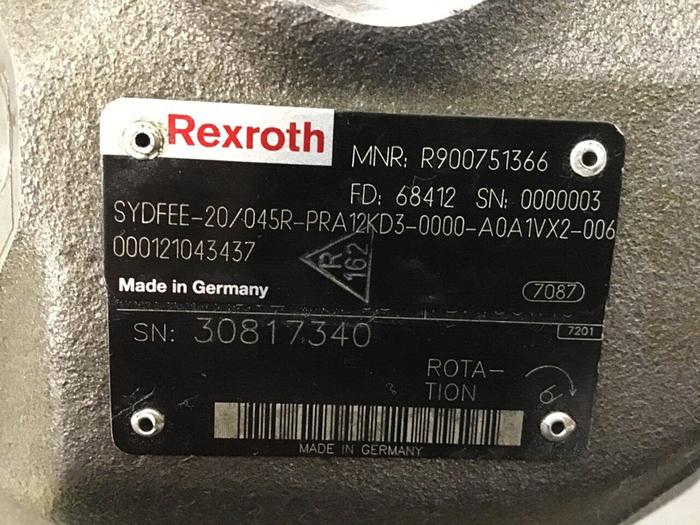 Rexroth
MNR: R900751366
FD: 68412 SN: 0000003
SYDFEE-20/045R-PRA12KD3-0000-A0A1VX2-006
000121043437
R
162
Made in Germany
7087
7201
SN: 30817340
ROTA-
TION
MADE IN GERMANY